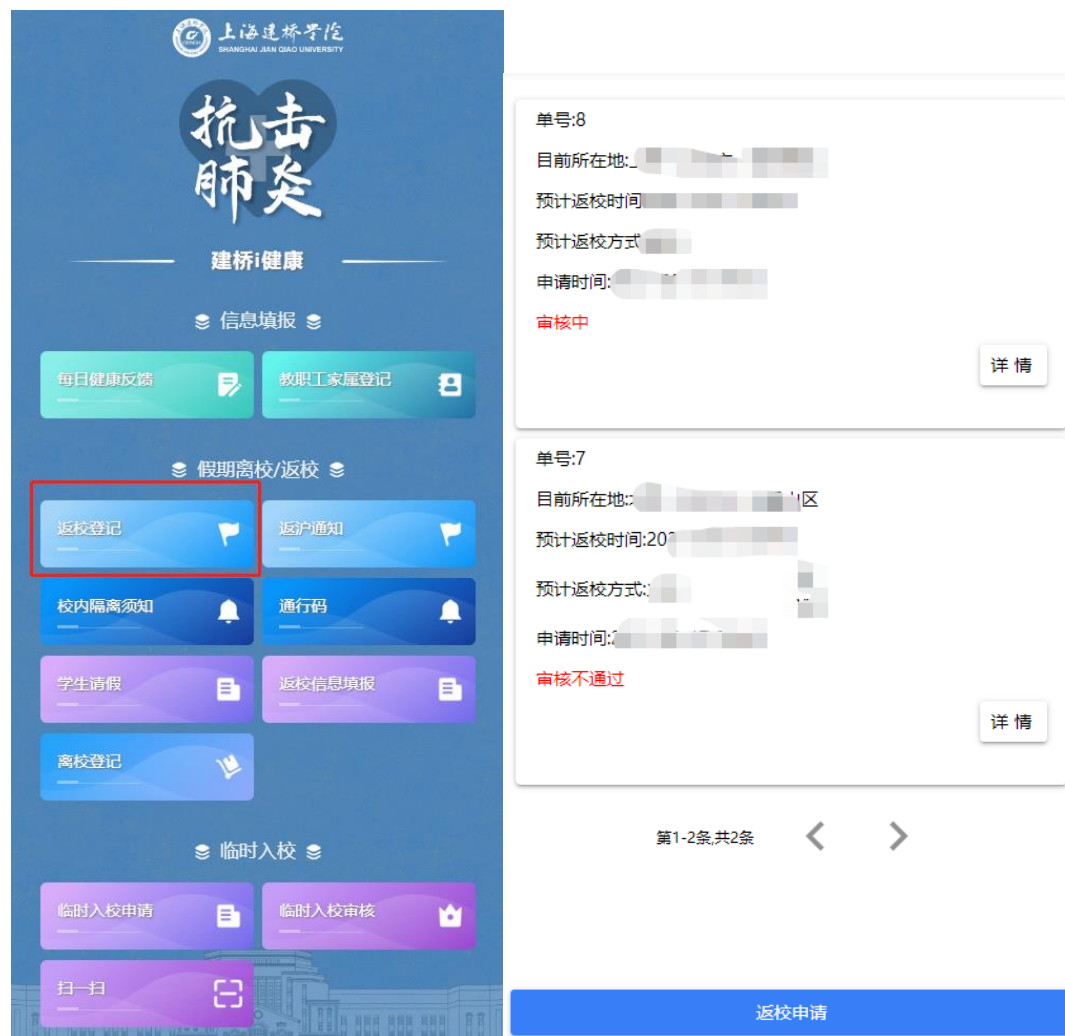 上海建桥学院
SHANGHAI JIAN QIAO UNIVERSITY
抗击
肺炎
建桥i健康
信息填报
每日健康反馈
教职工家属登记
假期离校/返校
返校登记
返沪通知
校内隔离须知
通行码
学生请假
返校信息填报
离校登记
临时入校
临时入校申请
临时入校审核
扫一扫
单号:8
目前所在地:
预计返校时间
预计返校方式
申请时间:
审核中
详 情
单号:7
目前所在地: 区
预计返校时间:20
预计返校方式:
申请时间:
审核不通过
详 情
第1-2条,共2条
返校申请